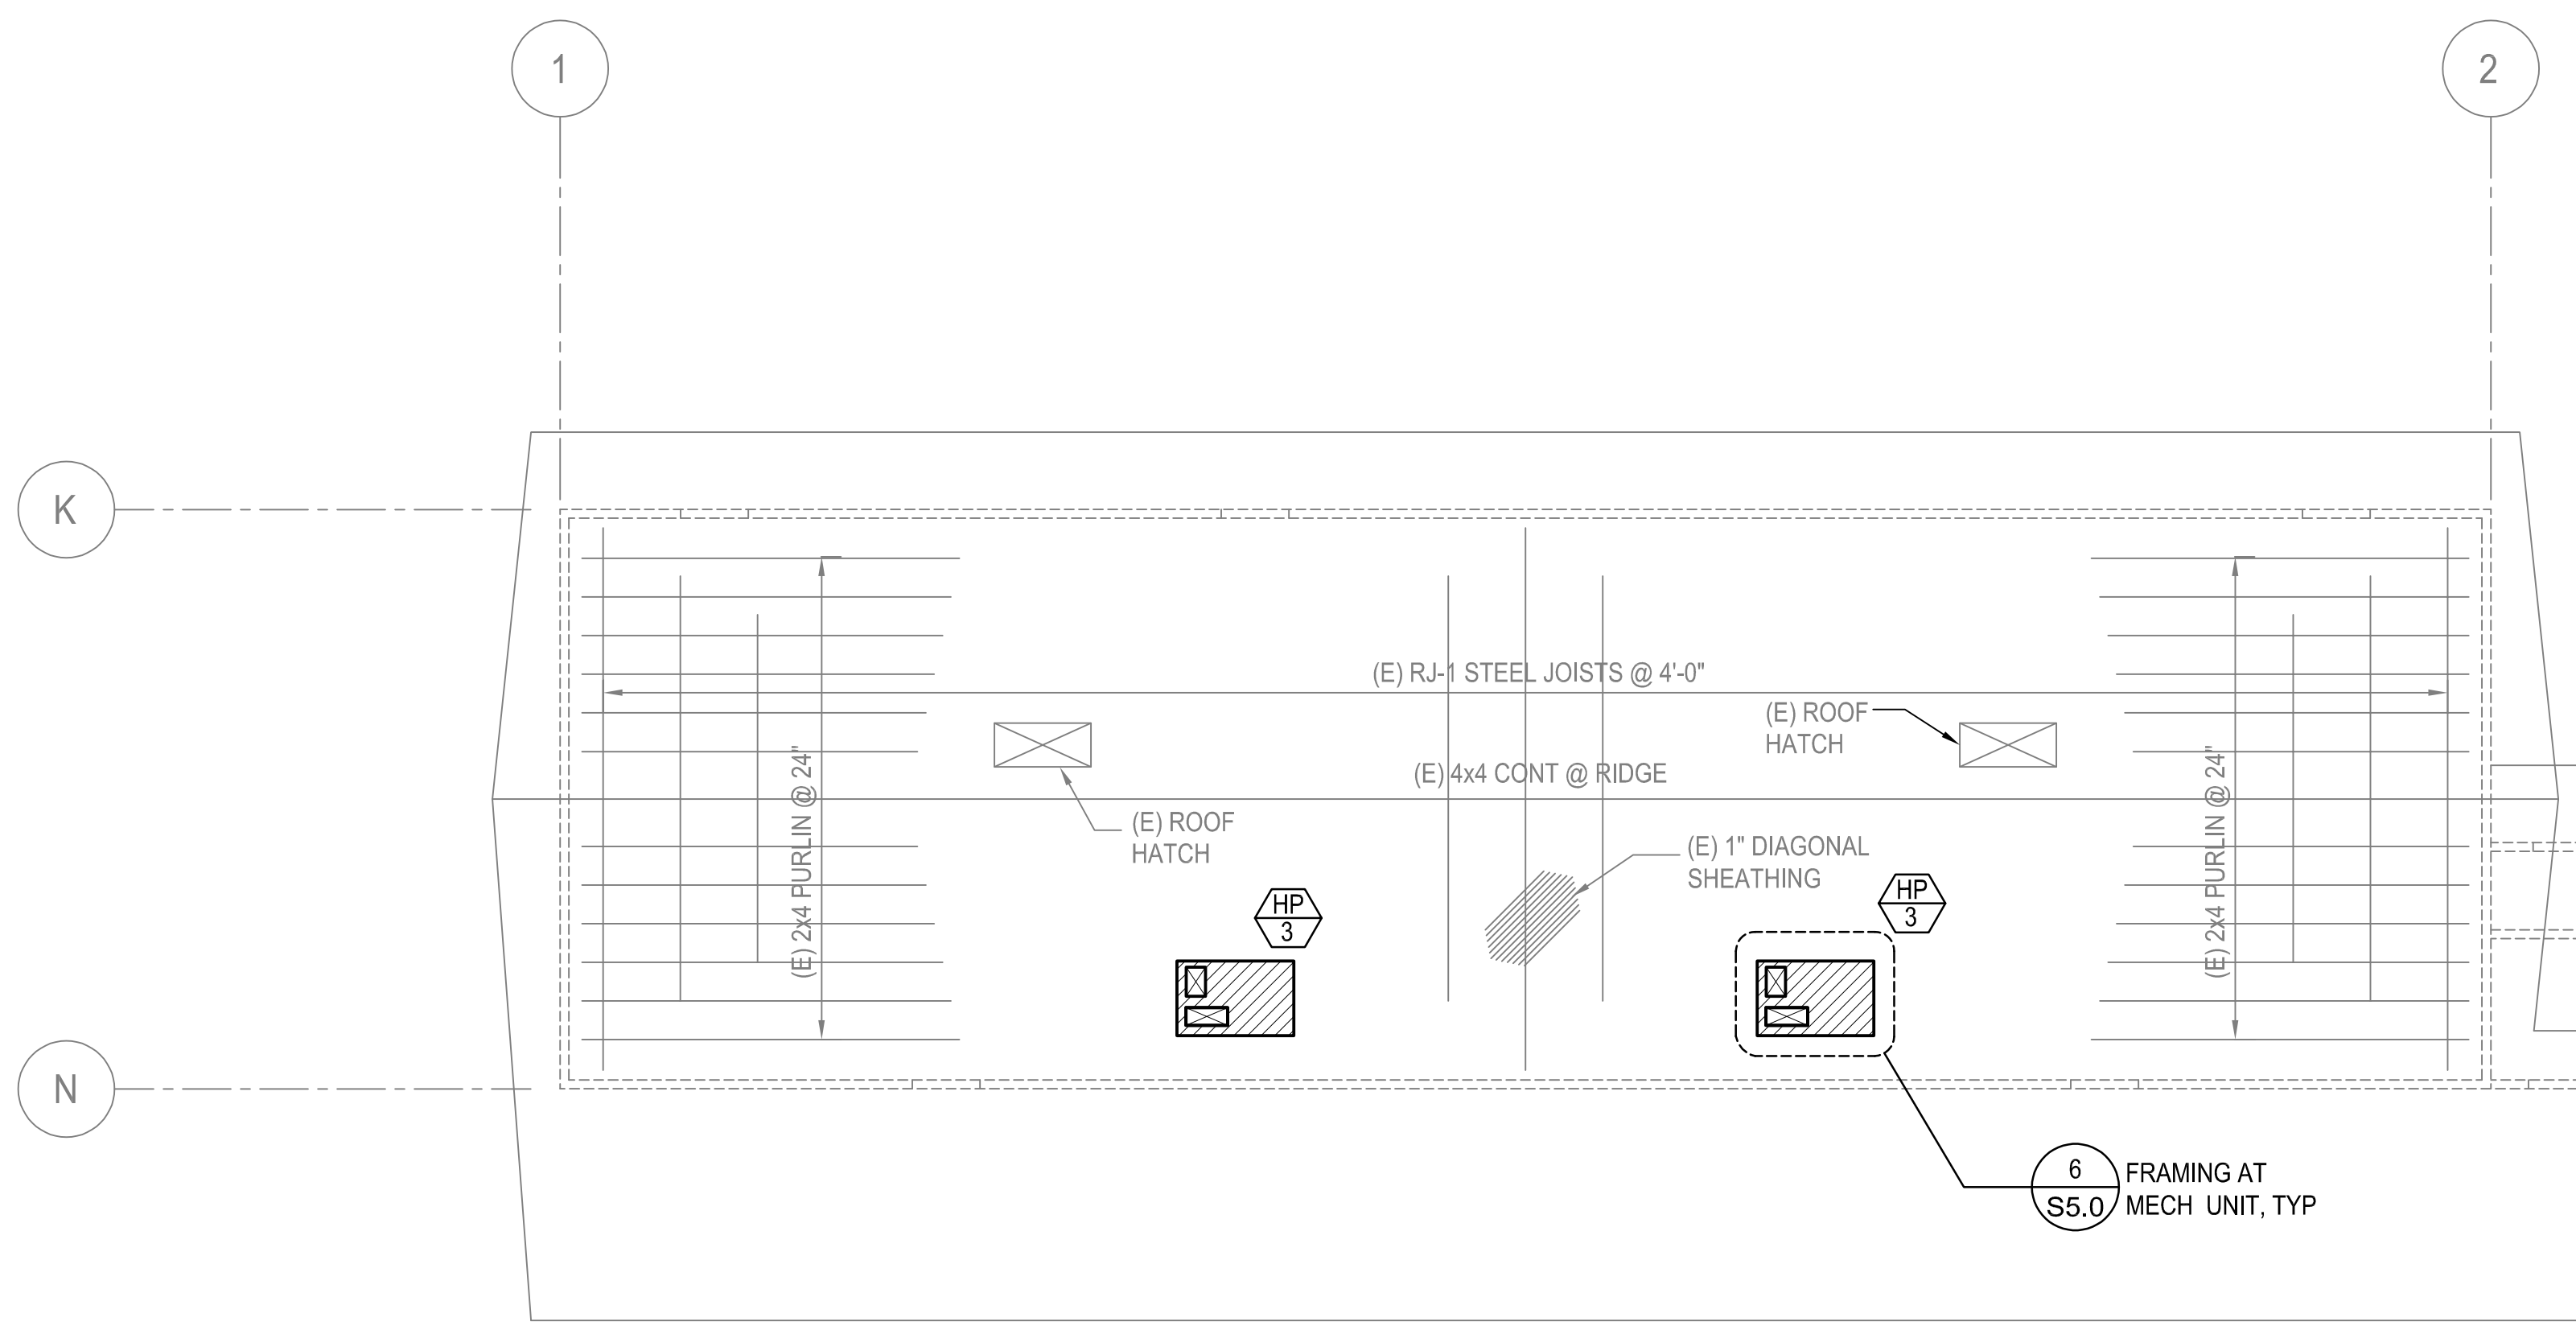 1
2
K
(E) RJ-1 STEEL JOISTS @ 4'-0"
(E) ROOF
HATCH
(E) 2x4 PURLIN @ 24"
(E) 2x4 PURLIN @ 24"
(E) 4x4 CONT @ RIDGE
(E) ROOF
HATCH
(E) 1" DIAGONAL
SHEATHING
HP
3
HP
3
N
6
S5.0
FRAMING AT
MECH UNIT, TYP